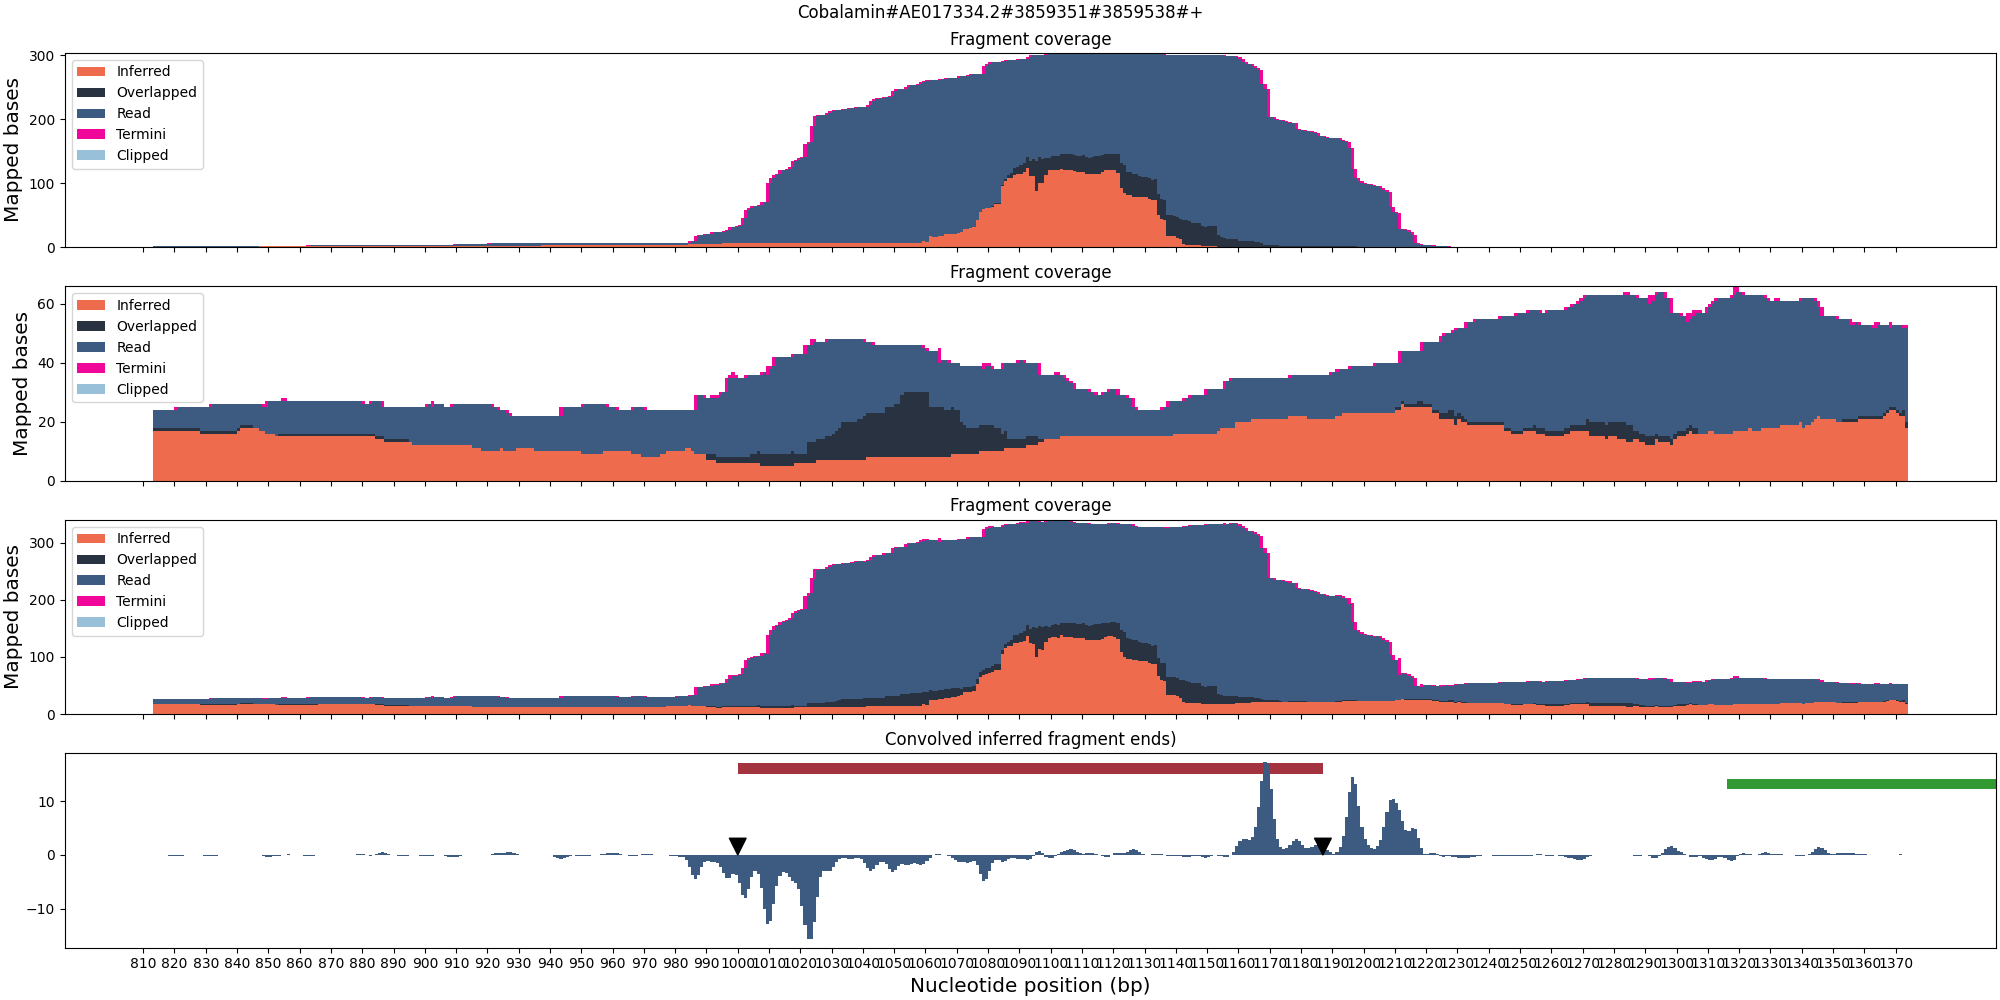 Cobalamin#AE017334.2#3859351#3859538#+
Fragment coverage
Mapped bases
300
200
100
0
Inferred
Overlapped
Read
Termini
Clipped
Fragment coverage
Mapped bases
60
40
20
0
Inferred
Overlapped
Read
Termini
Clipped
Fragment coverage
Mapped bases
300
200
100
0
Inferred
Overlapped
Read
Termini
Clipped
Convolved inferred fragment ends)
10
0
−10
810 820 830 840 850 860 870 880 890 900 910 920 930 940 950 960 970 980 990 1000 1010 1020 1030 1040 1050 1060 1070 1080 1090 1100 1110 1120 1130 1140 1150 1160 1170 1180 1190 1200 1210 1220 1230 1240 1250 1260 1270 1280 1290 1300 1310 1320 1330 1340 1350 1360 1370
Nucleotide position (bp)